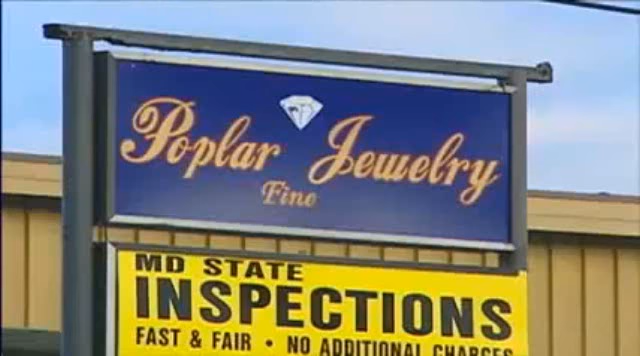 Poplar Jewelry
Fine
MD STATE
INSPECTIONS
FAST & FAIR • NO ADDITIONAL CHARGES